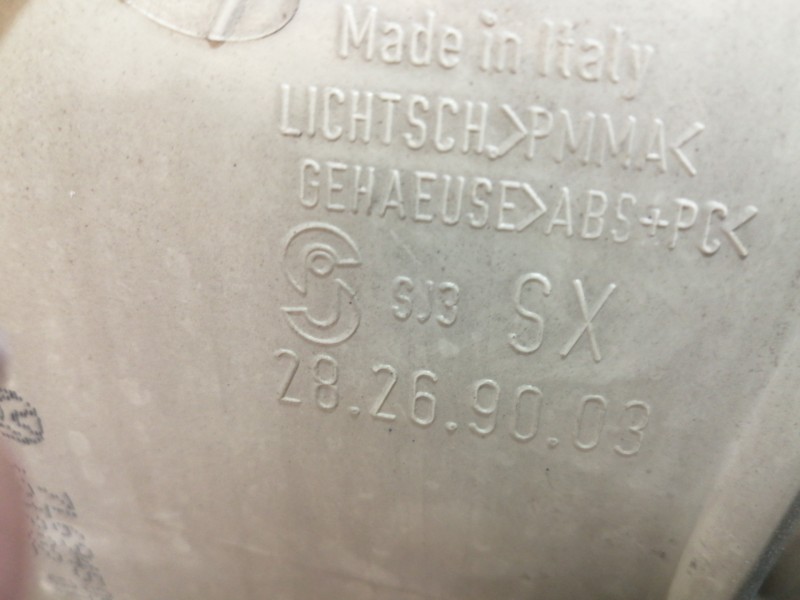 Made in Italy
LICHTSCH.>PMMA<
GEHAEUSE>ABS+PC<
SJ3 SX
28.26.90.03